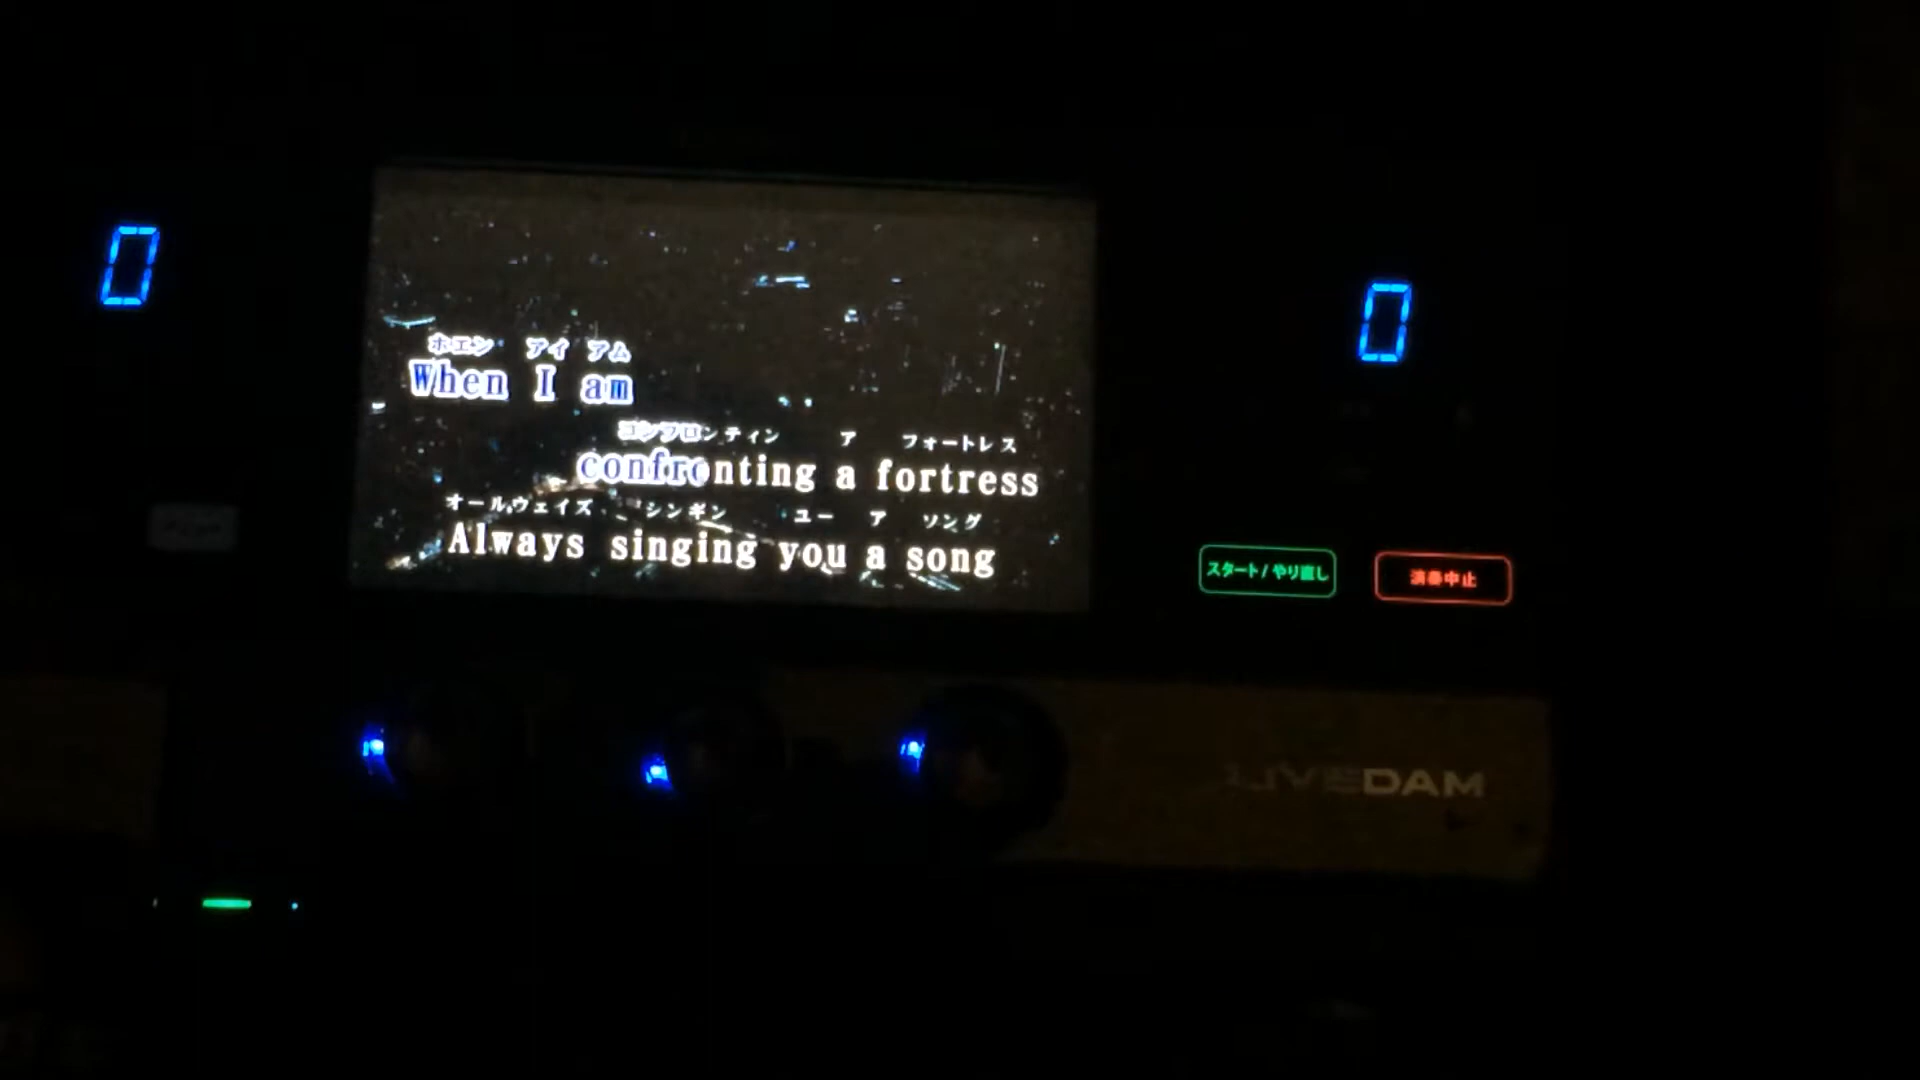 0
0
ホエン アイ アム
When I am
コンフロンティン ア フォートレス
confronting a fortress
オールウェイズ シンギン ユー ア ソング
Always singing you a song
スタート/やり直し
演奏中止
LIVEDAM